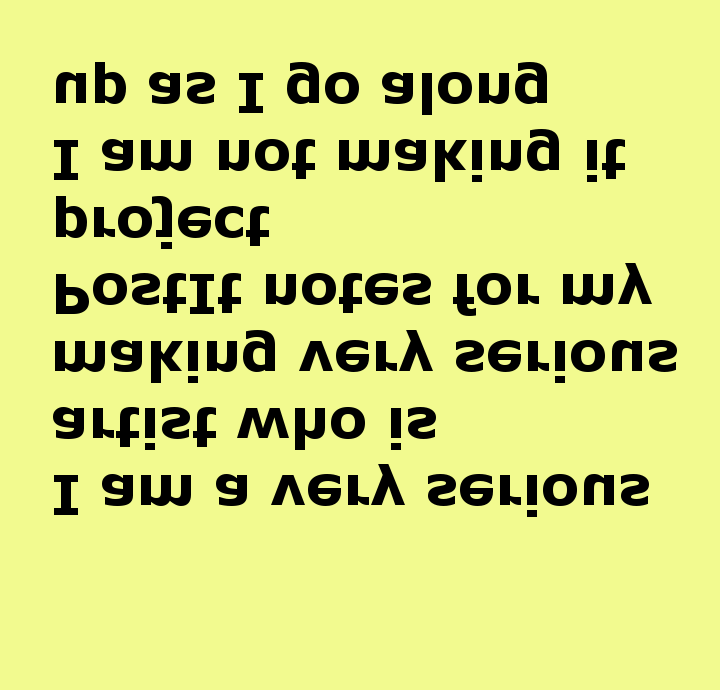 I am a very serious
artist who is
making very serious
PostIt notes for my
project
I am not making it
up as I go along